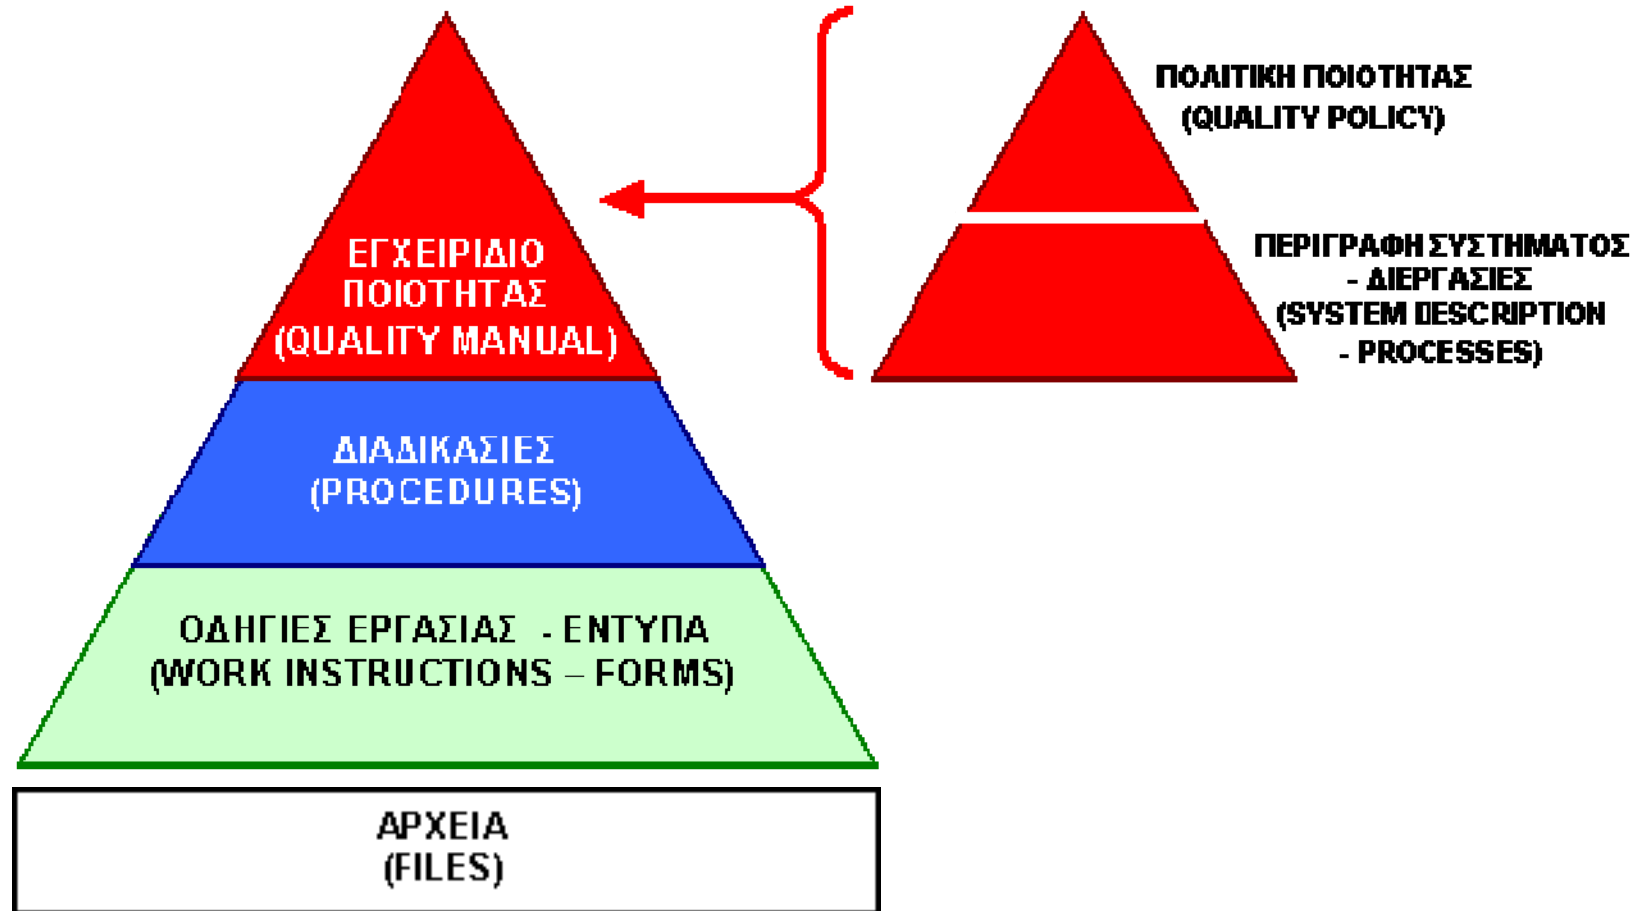 ΠΟΛΙΤΙΚΗ ΠΟΙΟΤΗΤΑΣ
(QUALITY POLICY)
ΠΕΡΙΓΡΑΦΗ ΣΥΣΤΗΜΑΤΟΣ
- ΔΙΕΡΓΑΣΙΕΣ
(SYSTEM DESCRIPTION
- PROCESSES)
ΕΓΧΕΙΡΙΔΙΟ
ΠΟΙΟΤΗΤΑΣ
(QUALITY MANUAL)
ΔΙΑΔΙΚΑΣΙΕΣ
(PROCEDURES)
ΟΔΗΓΙΕΣ ΕΡΓΑΣΙΑΣ - ΕΝΤΥΠΑ
(WORK INSTRUCTIONS – FORMS)
ΑΡΧΕΙΑ
(FILES)